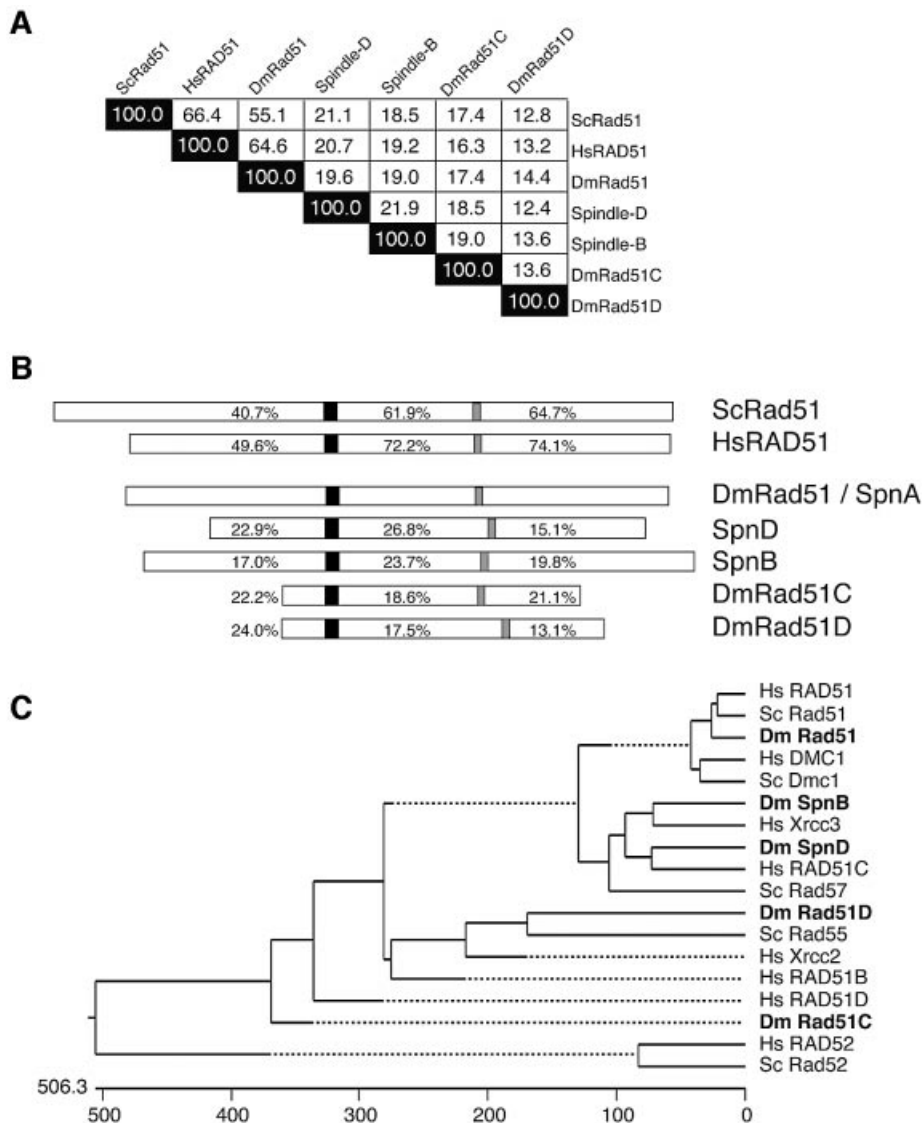 A
ScRad51 HsRAD51 DmRad51 Spindle-D Spindle-B DmRad51C DmRad51D
100.0 66.4 55.1 21.1 18.5 17.4 12.8 ScRad51
100.0 64.6 20.7 19.2 16.3 13.2 HsRAD51
100.0 19.6 19.0 17.4 14.4 DmRad51
100.0 21.9 18.5 12.4 Spindle-D
100.0 19.0 13.6 Spindle-B
100.0 13.6 DmRad51C
100.0 DmRad51D
B
40.7% 61.9% 64.7% ScRad51
49.6% 72.2% 74.1% HsRAD51
DmRad51 / SpnA
22.9% 26.8% 15.1% SpnD
17.0% 23.7% 19.8% SpnB
22.2% 18.6% 21.1% DmRad51C
24.0% 17.5% 13.1% DmRad51D
C
Hs RAD51
Sc Rad51
Dm Rad51
Hs DMC1
Sc Dmc1
Dm SpnB
Hs Xrcc3
Dm SpnD
Hs RAD51C
Sc Rad57
Dm Rad51D
Sc Rad55
Hs Xrcc2
Hs RAD51B
Hs RAD51D
Dm Rad51C
Hs RAD52
Sc Rad52
506.3
500 400 300 200 100 0